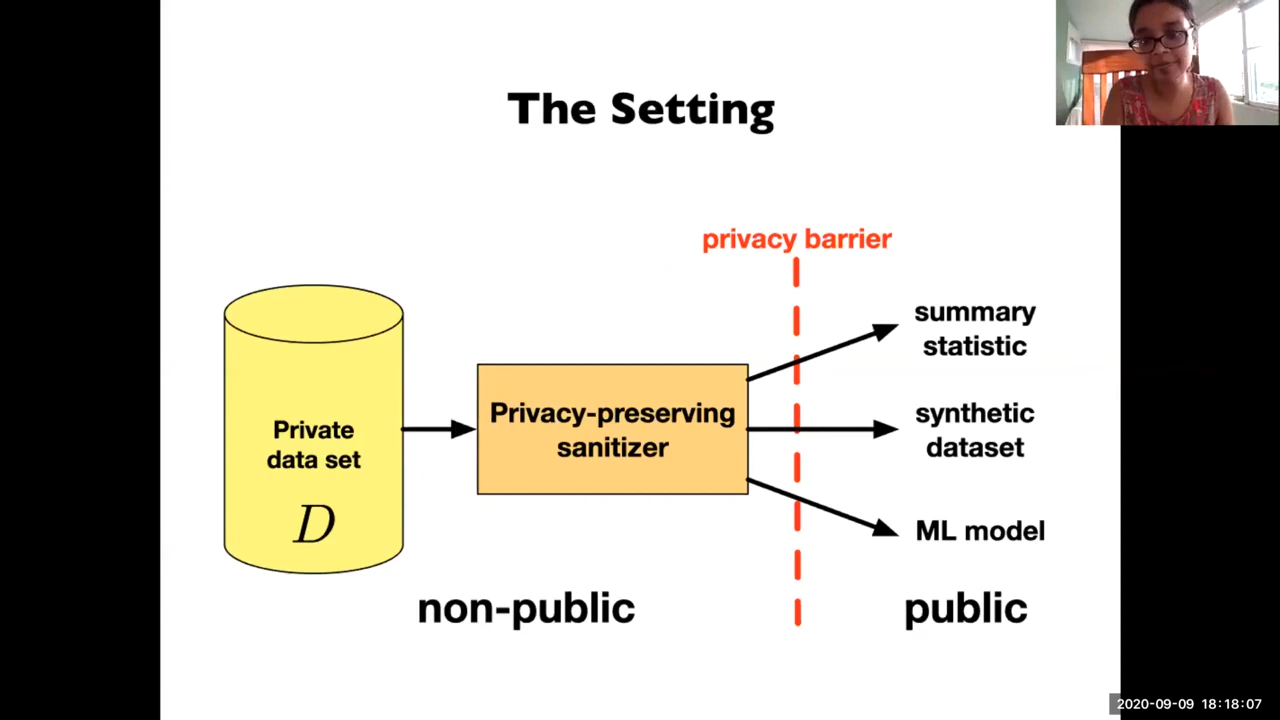 The Setting
privacy barrier
summary
statistic
Private
data set
D
Privacy-preserving
sanitizer
synthetic
dataset
ML model
non-public
public
2020-09-09 18:18:07